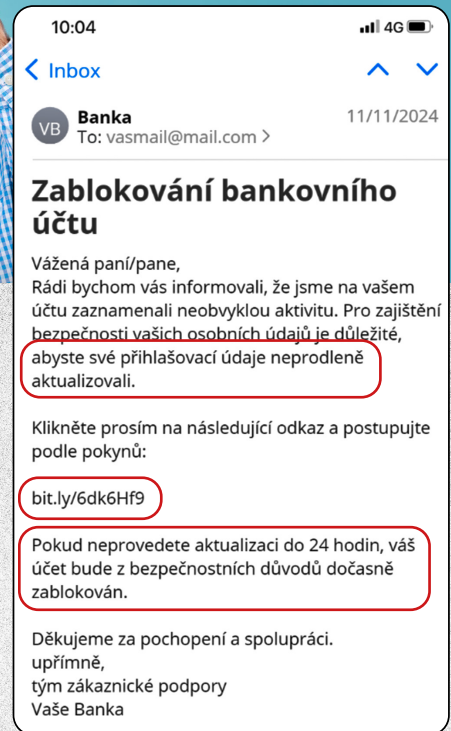 10:04
4G
Inbox
VB
Banka
11/11/2024
To: vasmail@mail.com >
Zablokování bankovního
účtu
Vážená paní/pane,
Rádi bychom vás informovali, že jsme na vašem
účtu zaznamenali neobvyklou aktivitu. Pro zajištění
bezpečnosti vašich osobních údajů je důležité,
abyste své přihlašovací údaje neprodleně
aktualizovali.
Klikněte prosím na následující odkaz a postupujte
podle pokynů:
bit.ly/6dk6Hf9
Pokud neprovedete aktualizaci do 24 hodin, váš
účet bude z bezpečnostních důvodů dočasně
zablokován.
Děkujeme za pochopení a spolupráci.
upřímně,
tým zákaznické podpory
Vaše Banka